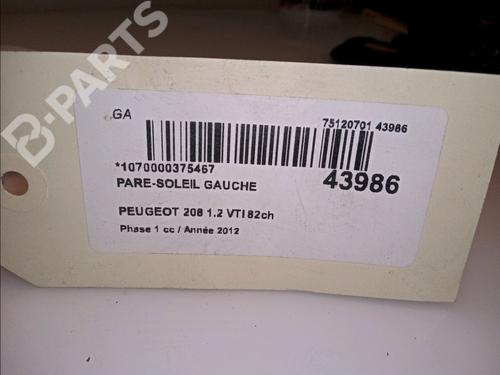 B-PARTS
GA
75120701 43986
*1070000375467
43986
PARE-SOLEIL GAUCHE
PEUGEOT 208 1.2 VTI 82ch
Phase 1 cc / Année 2012